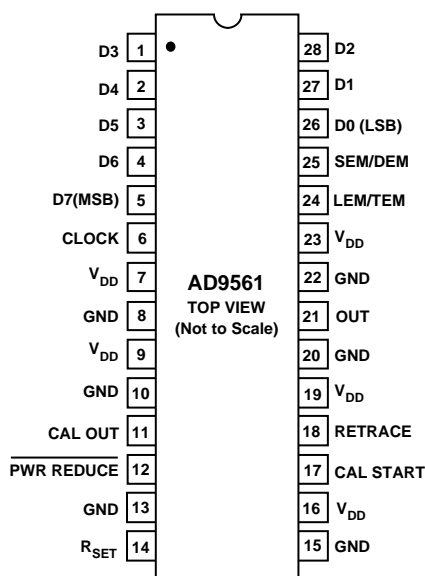 D3 1
D4 2
D5 3
D6 4
D7(MSB) 5
CLOCK 6
VDD 7
GND 8
VDD 9
GND 10
CAL OUT 11
PWR REDUCE 12
GND 13
RSET 14
AD9561
TOP VIEW
(Not to Scale)
28 D2
27 D1
26 D0 (LSB)
25 SEM/DEM
24 LEM/TEM
23 VDD
22 GND
21 OUT
20 GND
19 VDD
18 RETRACE
17 CAL START
16 VDD
15 GND